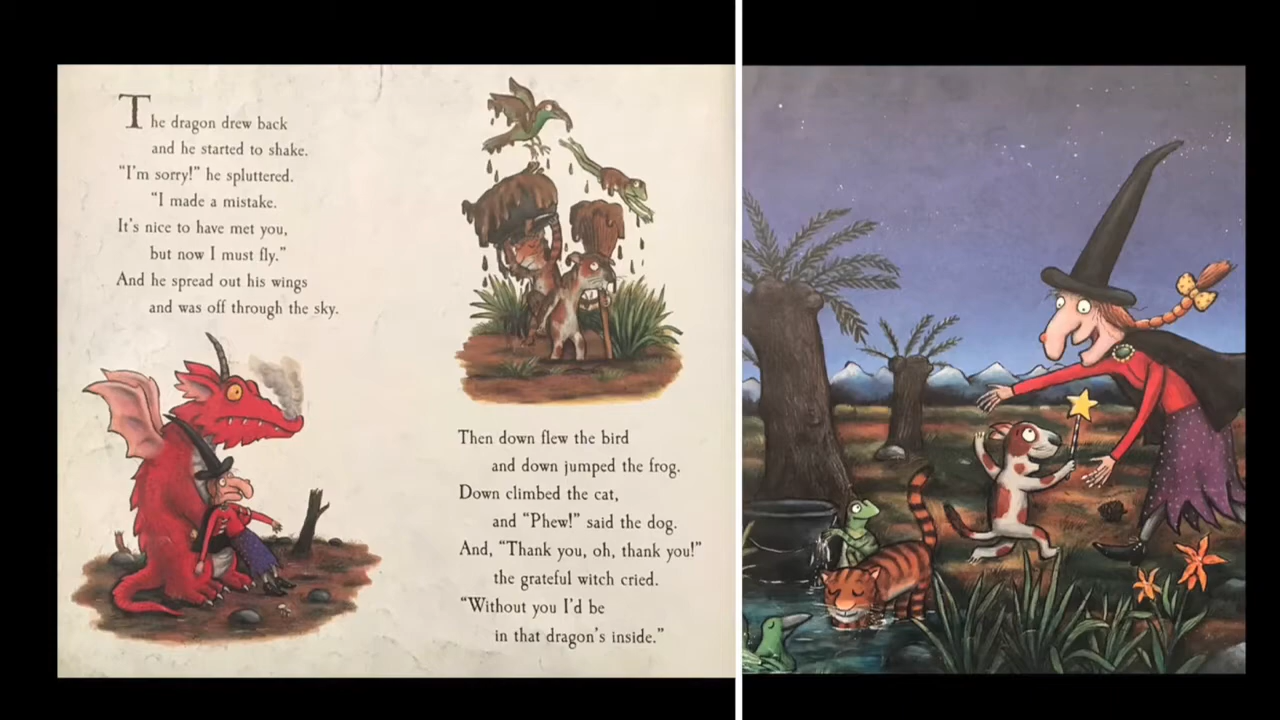 The dragon drew back
and he started to shake.
"I'm sorry!" he spluttered.
"I made a mistake.
It's nice to have met you,
but now I must fly."
And he spread out his wings
and was off through the sky.
Then down flew the bird
and down jumped the frog.
Down climbed the cat,
and "Phew!" said the dog.
And, "Thank you, oh, thank you!"
the grateful witch cried.
"Without you I'd be
in that dragon's inside."